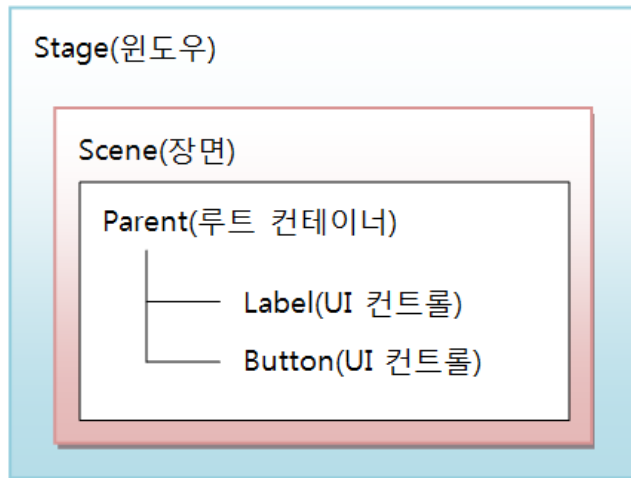 Stage(윈도우)
Scene(장면)
Parent(루트 컨테이너)
Label(UI 컨트롤)
Button(UI 컨트롤)